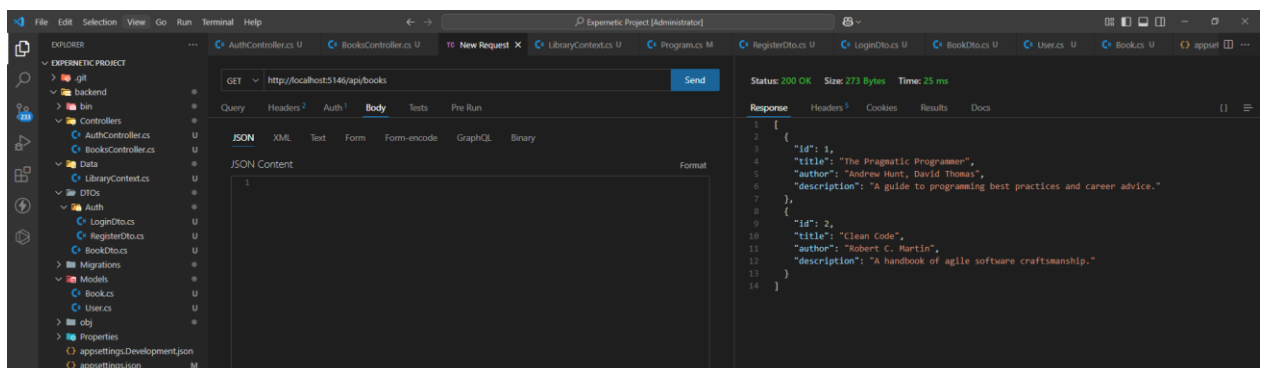 File Edit Selection View Go Run Terminal Help
Expernetic Project [Administrator]
EXPLORER
AuthController.cs U
BooksController.cs U
TC New Request
LibraryContext.cs U
Program.cs M
RegisterDto.cs U
LoginDto.cs U
BookDto.cs U
User.cs U
Book.cs U
{} appset
EXPERNETIC PROJECT
.git
backend
bin
Controllers
AuthController.cs U
BooksController.cs U
Data
LibraryContext.cs U
DTOs
Auth
LoginDto.cs U
RegisterDto.cs U
BookDto.cs U
Migrations
Models
Book.cs U
User.cs U
obj
Properties
{} appsettings.Development.json
{} appsettings.json M
233
GET http://localhost:5146/api/books Send
Query Headers 2 Auth 1 Body Tests Pre Run
JSON XML Text Form Form-encode GraphQL Binary
JSON Content Format
1
Status: 200 OK Size: 273 Bytes Time: 25 ms
Response Headers 5 Cookies Results Docs {}
1 [
2 {
3 "id": 1,
4 "title": "The Pragmatic Programmer",
5 "author": "Andrew Hunt, David Thomas",
6 "description": "A guide to programming best practices and career advice."
7 },
8 {
9 "id": 2,
10 "title": "Clean Code",
11 "author": "Robert C. Martin",
12 "description": "A handbook of agile software craftsmanship."
13 }
14 ]